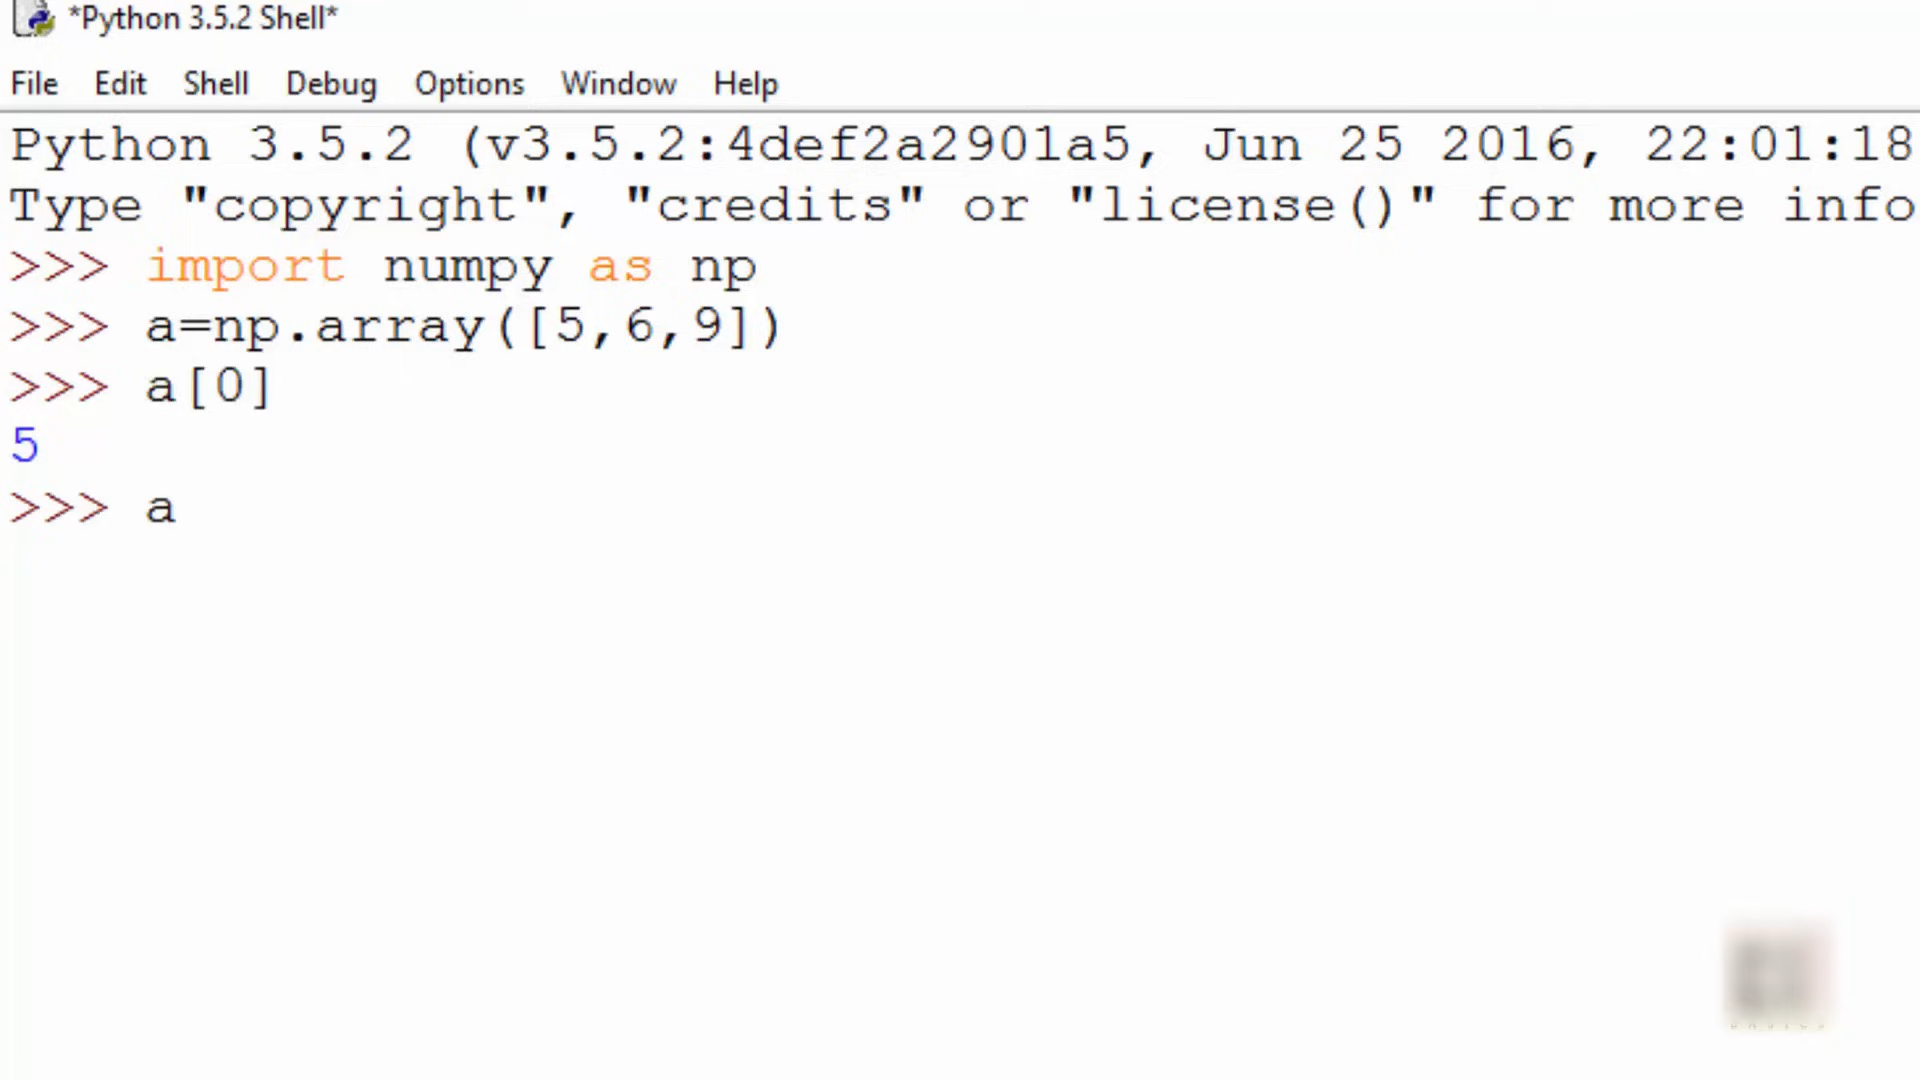 *Python 3.5.2 Shell*
File Edit Shell Debug Options Window Help
Python 3.5.2 (v3.5.2:4def2a2901a5, Jun 25 2016, 22:01:18
Type "copyright", "credits" or "license()" for more info
>>> import numpy as np
>>> a=np.array([5,6,9])
>>> a[0]
5
>>> a